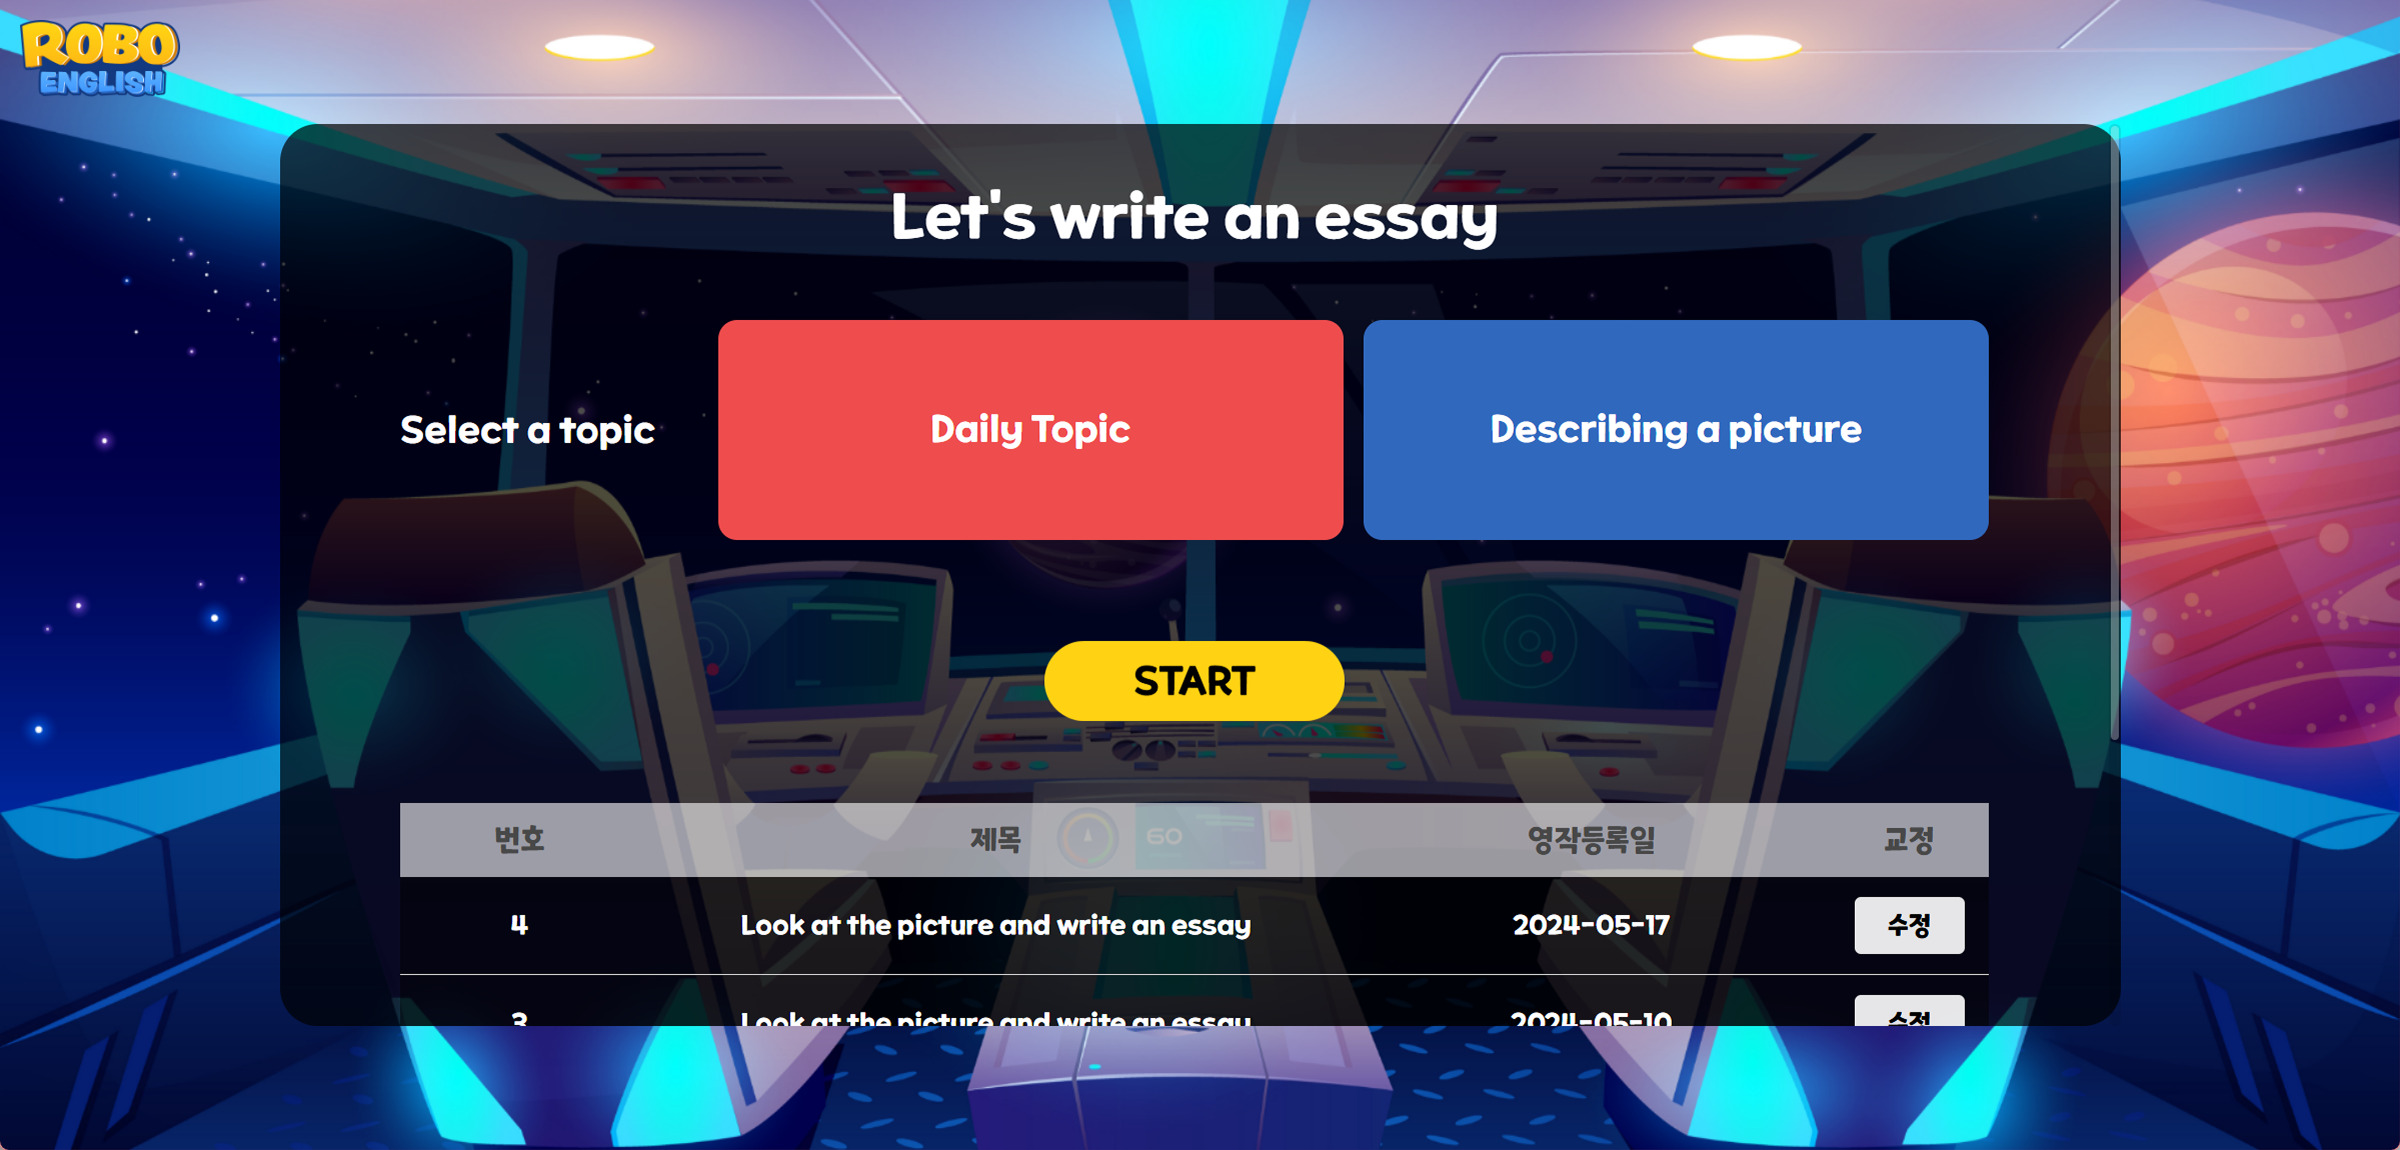 ROBO
ENGLISH
Let's write an essay
Select a topic
Daily Topic
Describing a picture
START
번호 제목 영작등록일 교정
60
4 Look at the picture and write an essay 2024-05-17 수정
3 Look at the picture and write an essay 2024-05-10 수정